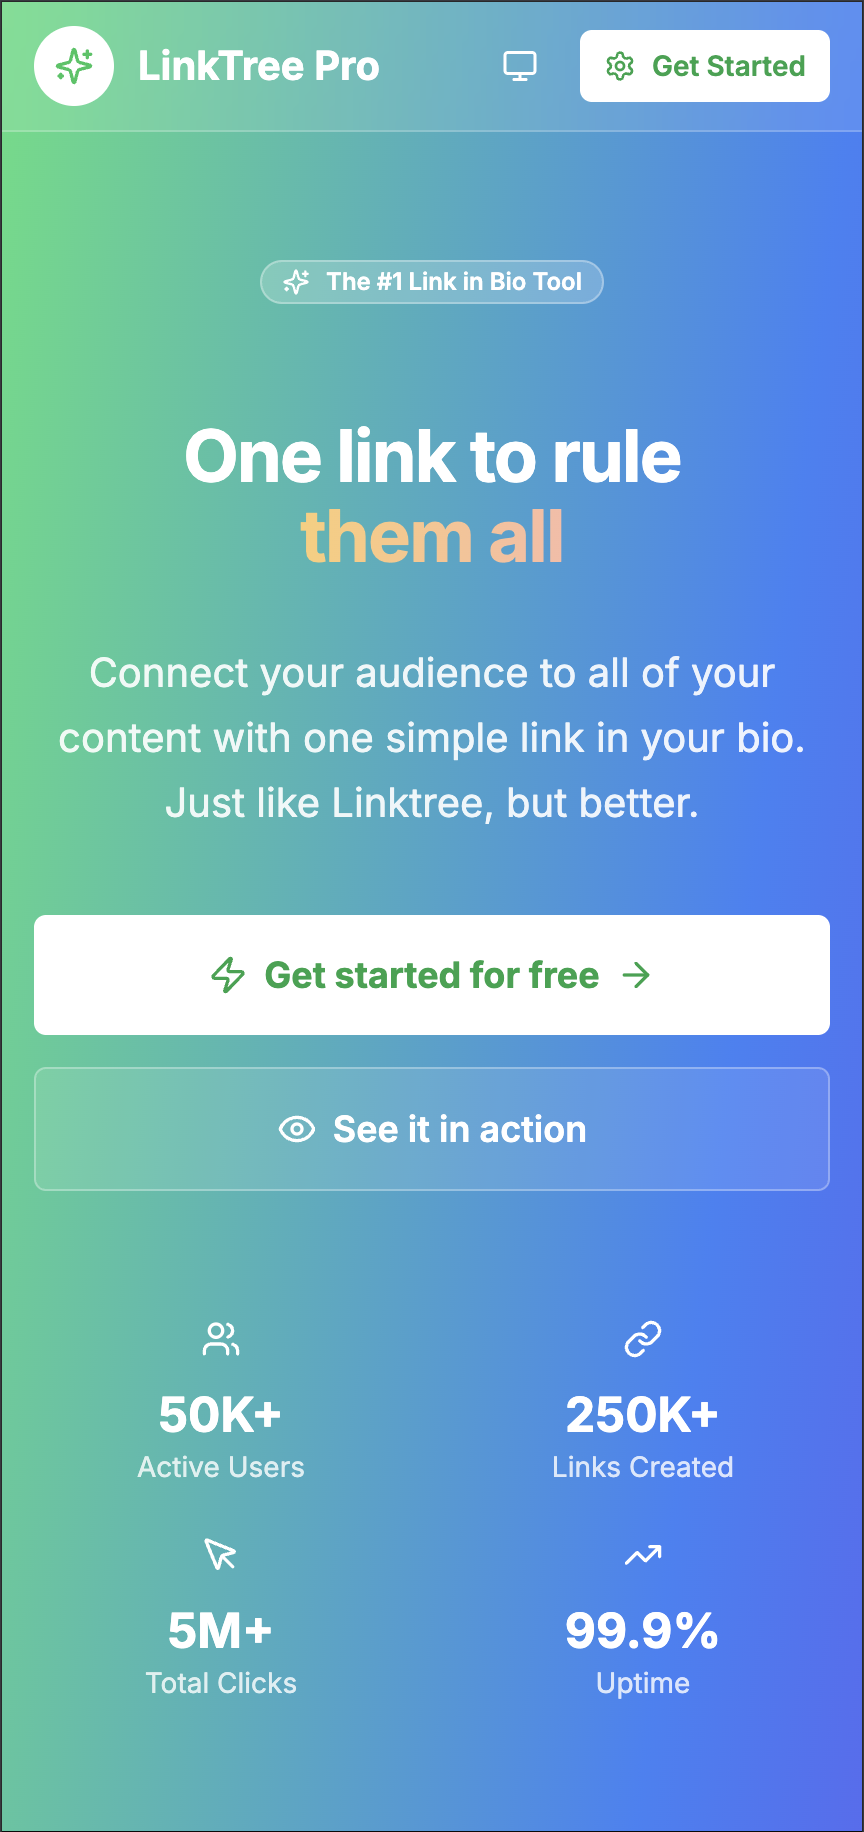 LinkTree Pro
Get Started
The #1 Link in Bio Tool
One link to rule
them all
Connect your audience to all of your
content with one simple link in your bio.
Just like Linktree, but better.
Get started for free
See it in action
50K+
Active Users
250K+
Links Created
5M+
Total Clicks
99.9%
Uptime